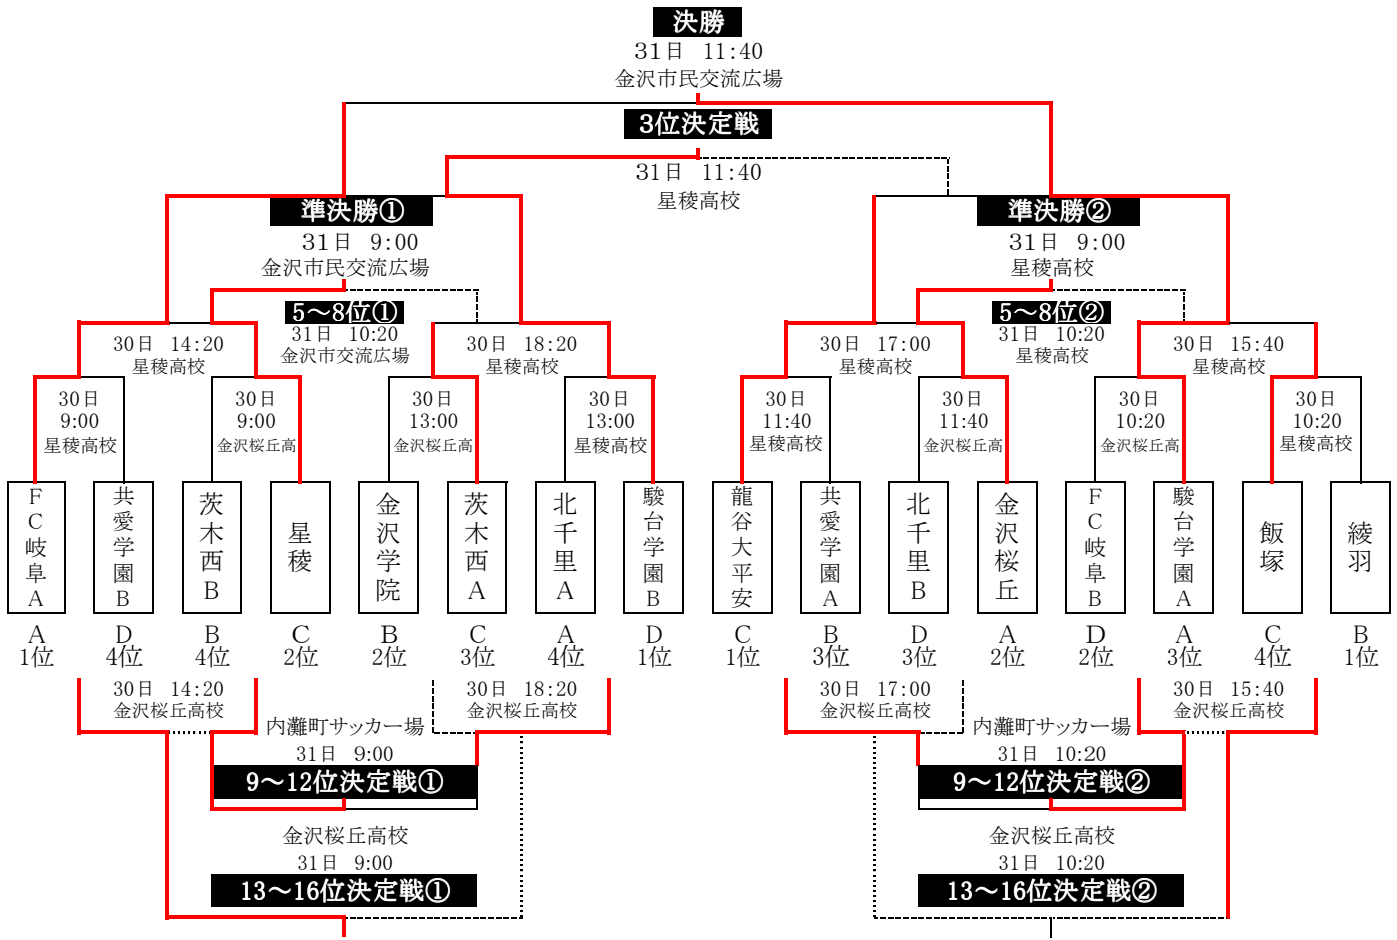 決勝
31日 11:40
金沢市民交流広場
3位決定戦
31日 11:40
星稜高校
準決勝①
31日 9:00
金沢市民交流広場
準決勝②
31日 9:00
星稜高校
5～8位①
31日 10:20
金沢市交流広場
5～8位②
31日 10:20
星稜高校
30日 14:20
星稜高校
30日 18:20
星稜高校
30日 17:00
星稜高校
30日 15:40
星稜高校
30日
9:00
星稜高校
30日
9:00
金沢桜丘高
30日
13:00
金沢桜丘高
30日
13:00
星稜高校
30日
11:40
星稜高校
30日
11:40
金沢桜丘高
30日
10:20
金沢桜丘高
30日
10:20
星稜高校
FC岐阜A
共愛学園B
茨木西B
星稜
金沢学院
茨木西A
北千里A
駿台学園B
龍谷大平安
共愛学園A
北千里B
金沢桜丘
FC岐阜B
駿台学園A
飯塚
綾羽
A
1位
D
4位
B
4位
C
2位
B
2位
C
3位
A
4位
D
1位
C
1位
B
3位
D
3位
A
2位
D
2位
A
3位
C
4位
B
1位
30日 14:20
金沢桜丘高校
30日 18:20
金沢桜丘高校
30日 17:00
金沢桜丘高校
30日 15:40
金沢桜丘高校
内灘町サッカー場
31日 9:00
9～12位決定戦①
内灘町サッカー場
31日 10:20
9～12位決定戦②
金沢桜丘高校
31日 9:00
13～16位決定戦①
金沢桜丘高校
31日 10:20
13～16位決定戦②